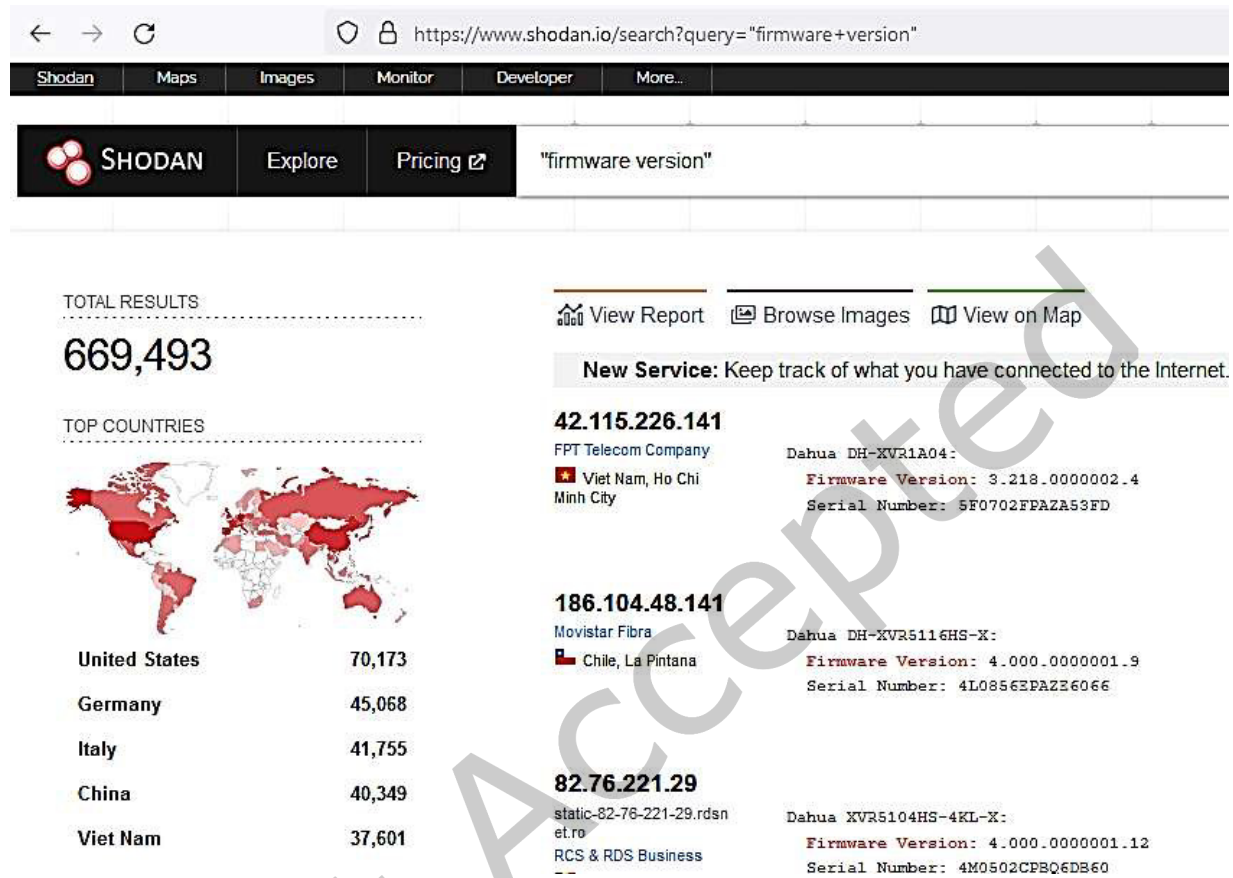 https://www.shodan.io/search?query="firmware+version"
Shodan Maps Images Monitor Developer More...
SHODAN Explore Pricing "firmware version"
TOTAL RESULTS
669,493
TOP COUNTRIES
United States 70,173
Germany 45,068
Italy 41,755
China 40,349
Viet Nam 37,601
View Report Browse Images View on Map
New Service: Keep track of what you have connected to the Internet.
42.115.226.141
FPT Telecom Company
Viet Nam, Ho Chi
Minh City
Dahua DH-XVR1A04:
Firmware Version: 3.218.0000002.4
Serial Number: 5F0702FPAZA53FD
186.104.48.141
Movistar Fibra
Chile, La Pintana
Dahua DH-XVR5116HS-X:
Firmware Version: 4.000.0000001.9
Serial Number: 4L0856EPAZE6066
82.76.221.29
static-82-76-221-29.rdsn
et.ro
RCS & RDS Business
Dahua XVR5104HS-4KL-X:
Firmware Version: 4.000.0000001.12
Serial Number: 4M0502CPBQ6DB60
Accepted